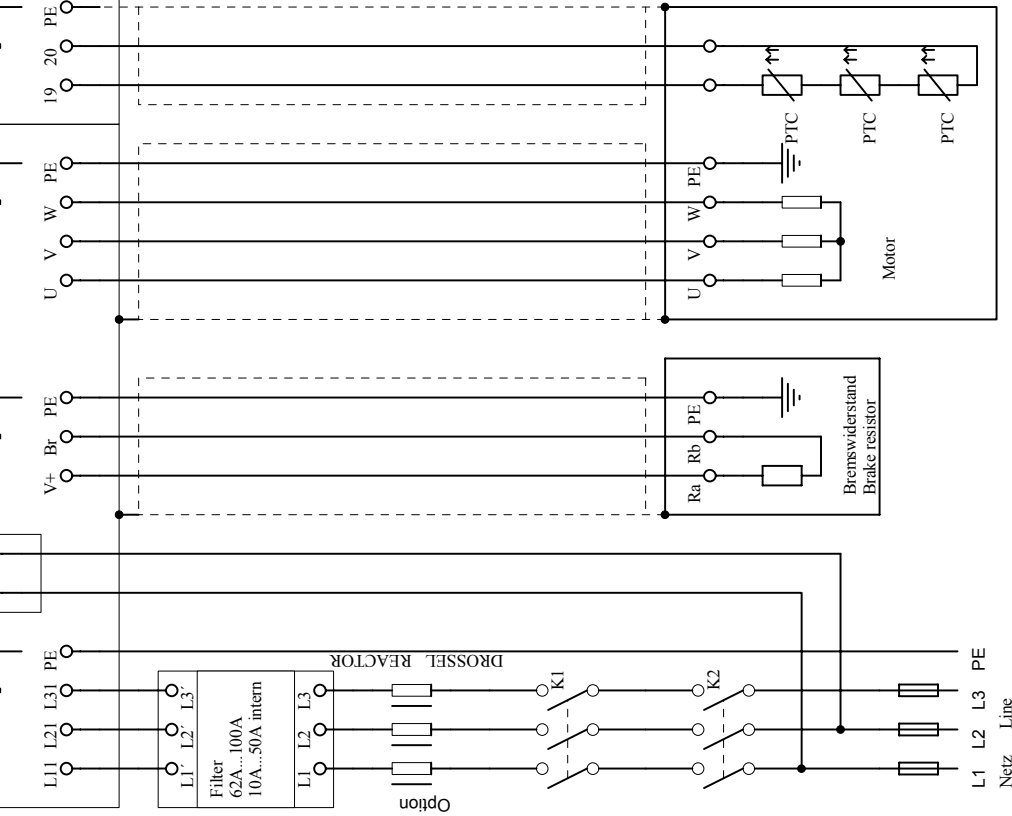 PE
20
19
PTC
PTC
PTC
PE
W
V
U
PE
W
V
U
Motor
PE
Br
V+
PE
Rb
Ra
Bremswiderstand
Brake resistor
PE
L31
L21
L11
L3´
L2´
L1´
Filter
62A...100A
10A...50A intern
L3
L2
L1
DROSSEL REACTOR
Option
K1
K2
PE
L3
L2
L1
Netz Line